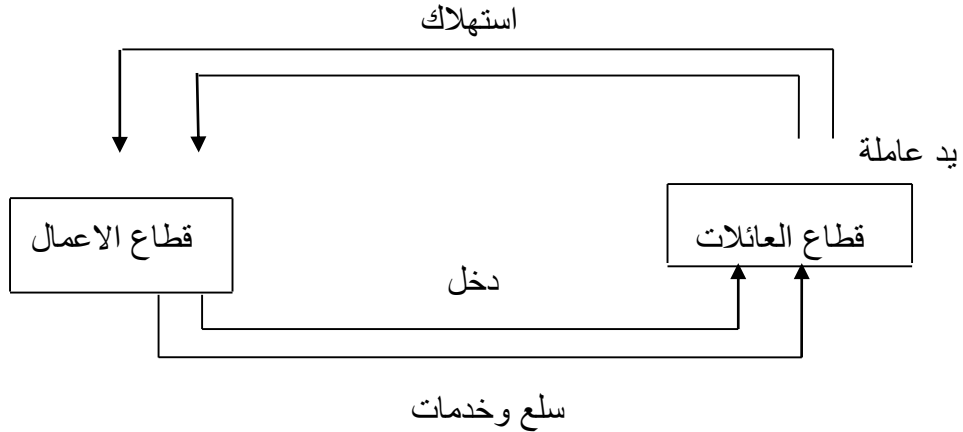 استهلاك
يد عاملة
قطاع العائلات
قطاع الاعمال
دخل
سلع وخدمات